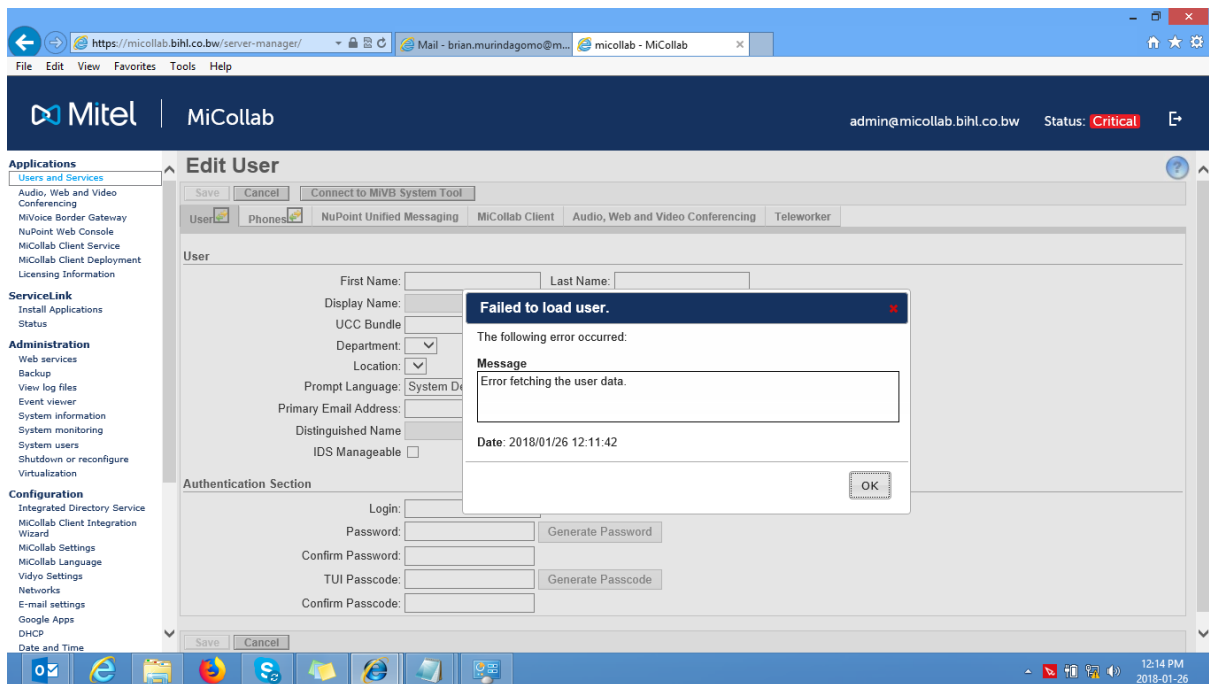 https://micollab.bihl.co.bw/server-manager/
Mail - brian.murindagomo@m...
micollab - MiCollab
File Edit View Favorites Tools Help
Mitel
MiCollab
admin@micollab.bihl.co.bw
Status: Critical
Applications
Users and Services
Audio, Web and Video
Conferencing
MiVoice Border Gateway
NuPoint Web Console
MiCollab Client Service
MiCollab Client Deployment
Licensing Information
ServiceLink
Install Applications
Status
Administration
Web services
Backup
View log files
Event viewer
System information
System monitoring
System users
Shutdown or reconfigure
Virtualization
Configuration
Integrated Directory Service
MiCollab Client Integration
Wizard
MiCollab Settings
MiCollab Language
Vidyo Settings
Networks
E-mail settings
Google Apps
DHCP
Date and Time
Edit User
?
Save Cancel Connect to MiVB System Tool
User Phones NuPoint Unified Messaging MiCollab Client Audio, Web and Video Conferencing Teleworker
User
First Name: Last Name:
Display Name:
UCC Bundle
Department:
Location:
Prompt Language: System De
Primary Email Address:
Distinguished Name
IDS Manageable
Authentication Section
Login:
Password: Generate Password
Confirm Password:
TUI Passcode: Generate Passcode
Confirm Passcode:
Save Cancel
Failed to load user.
The following error occurred:
Message
Error fetching the user data.
Date: 2018/01/26 12:11:42
OK
12:14 PM
2018-01-26